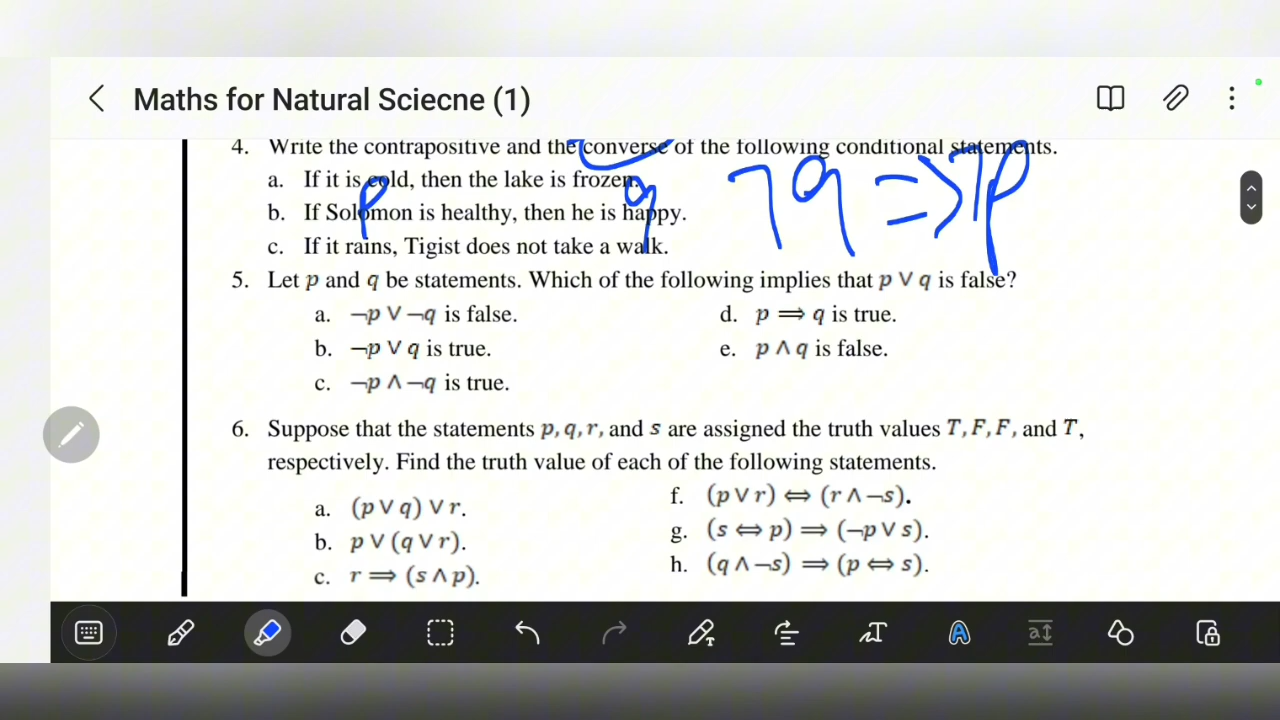 Maths for Natural Sciecne (1)
4. Write the contrapositive and the converse of the following conditional statements.
a. If it is cold, then the lake is frozen.
p q ¬q ⇒ ¬p
b. If Solomon is healthy, then he is happy.
c. If it rains, Tigist does not take a walk.
5. Let p and q be statements. Which of the following implies that p ∨ q is false?
a. ¬p ∨ ¬q is false.
d. p ⟹ q is true.
b. ¬p ∨ q is true.
e. p ∧ q is false.
c. ¬p ∧ ¬q is true.
6. Suppose that the statements p, q, r, and s are assigned the truth values T, F, F, and T,
respectively. Find the truth value of each of the following statements.
a. (p ∨ q) ∨ r.
b. p ∨ (q ∨ r).
c. r ⟹ (s ∧ p).
f. (p ∨ r) ⟺ (r ∧ ¬s).
g. (s ⟺ p) ⟹ (¬p ∨ s).
h. (q ∧ ¬s) ⟹ (p ⟺ s).